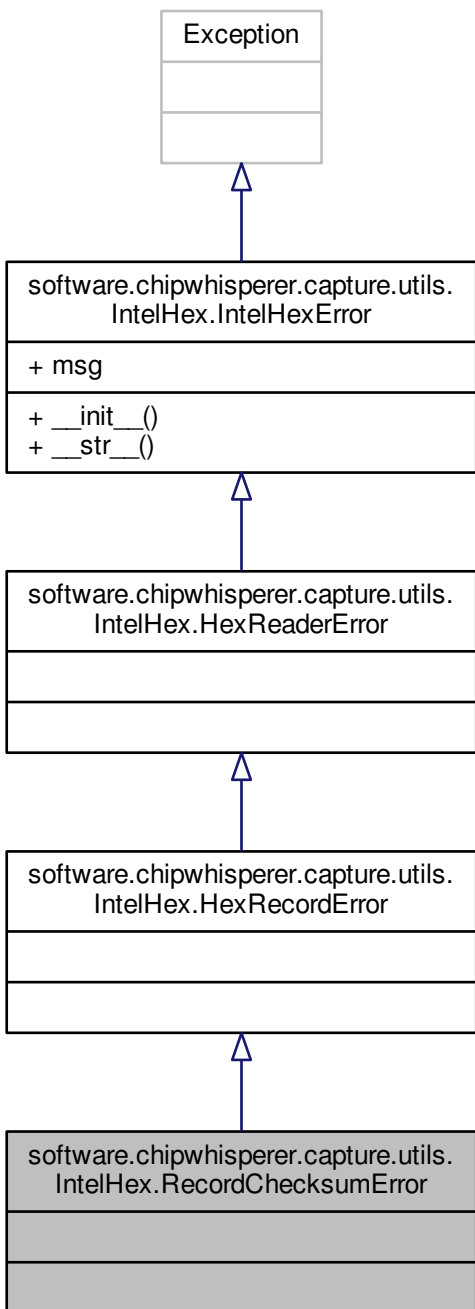 Exception
software.chipwhisperer.capture.utils.
IntelHex.IntelHexError
+ msg
+ __init__()
+ __str__()
software.chipwhisperer.capture.utils.
IntelHex.HexReaderError
software.chipwhisperer.capture.utils.
IntelHex.HexRecordError
software.chipwhisperer.capture.utils.
IntelHex.RecordChecksumError